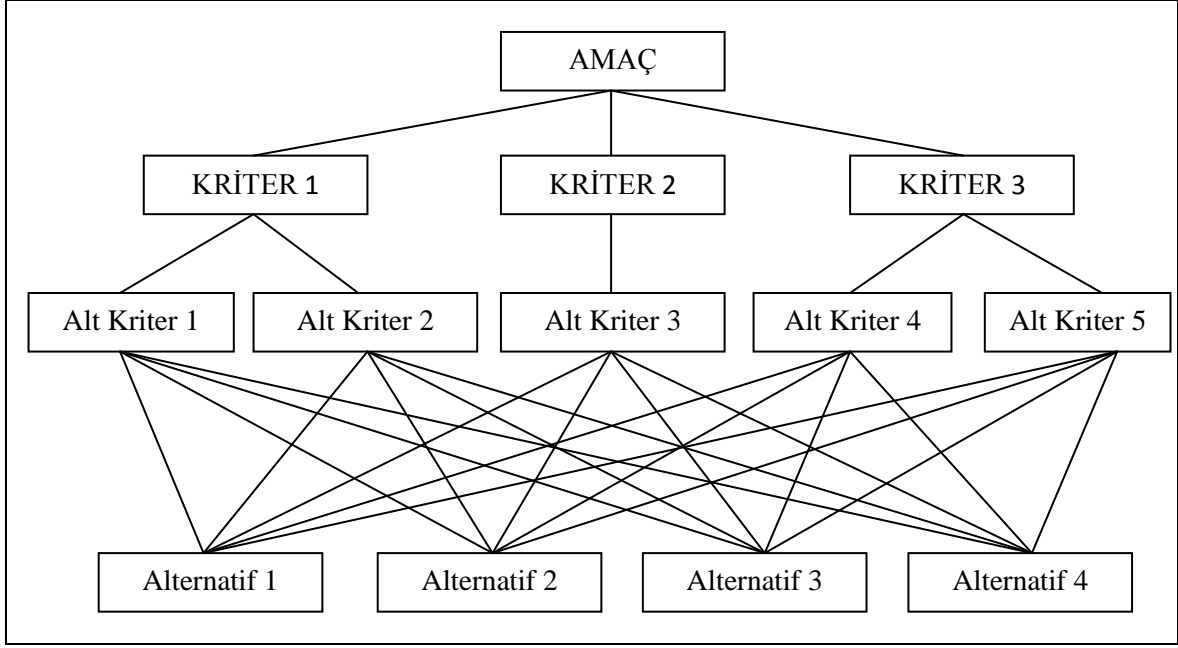 AMAÇ
KRİTER 1
KRİTER 2
KRİTER 3
Alt Kriter 1
Alt Kriter 2
Alt Kriter 3
Alt Kriter 4
Alt Kriter 5
Alternatif 1
Alternatif 2
Alternatif 3
Alternatif 4